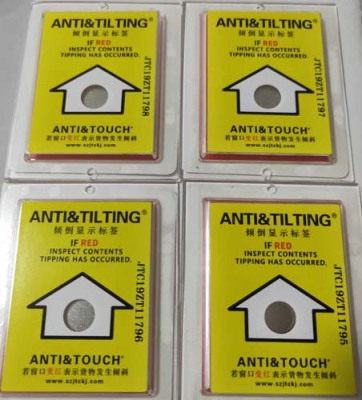 ANTI&TILTING®
倾倒显示标签
IF RED
INSPECT CONTENTS
TIPPING HAS OCCURRED.
JTC19ZT11798
ANTI&TOUCH®
若窗口变红表示货物发生倾斜
www.szjtckj.com
ANTI&TILTING®
倾倒显示标签
IF RED
INSPECT CONTENTS
TIPPING HAS OCCURRED.
JTC19ZT11797
ANTI&TOUCH®
若窗口变红表示货物发生倾斜
www.szjtckj.com
ANTI&TILTING®
倾倒显示标签
IF RED
INSPECT CONTENTS
TIPPING HAS OCCURRED.
JTC19ZT11796
ANTI&TOUCH®
若窗口变红表示货物发生倾斜
www.szjtckj.com
ANTI&TILTING®
倾倒显示标签
IF RED
INSPECT CONTENTS
TIPPING HAS OCCURRED.
JTC19ZT11795
ANTI&TOUCH®
若窗口变红表示货物发生倾斜
www.szjtckj.com